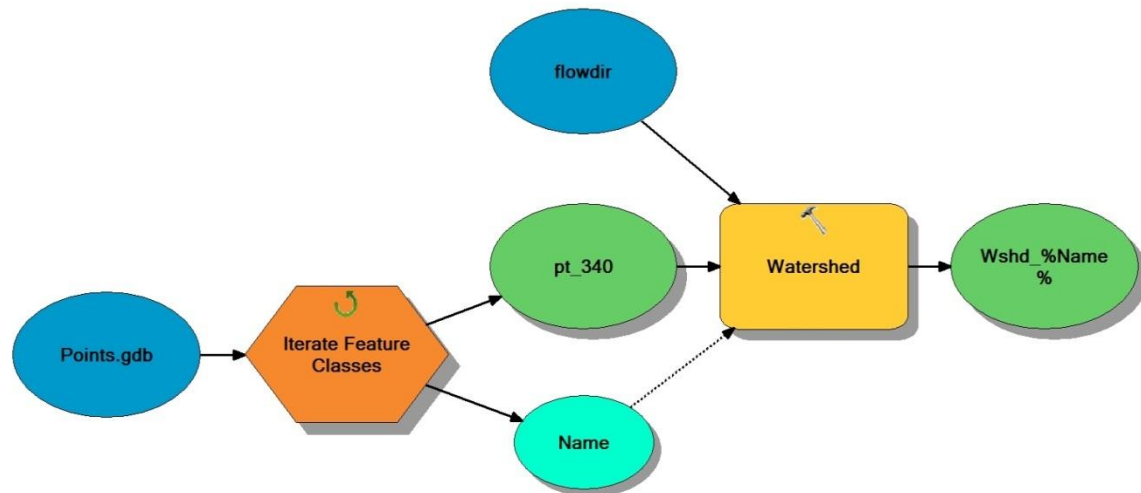 flowdir
pt_340
Watershed
Wshd_%Name
%
Points.gdb
Iterate Feature
Classes
Name